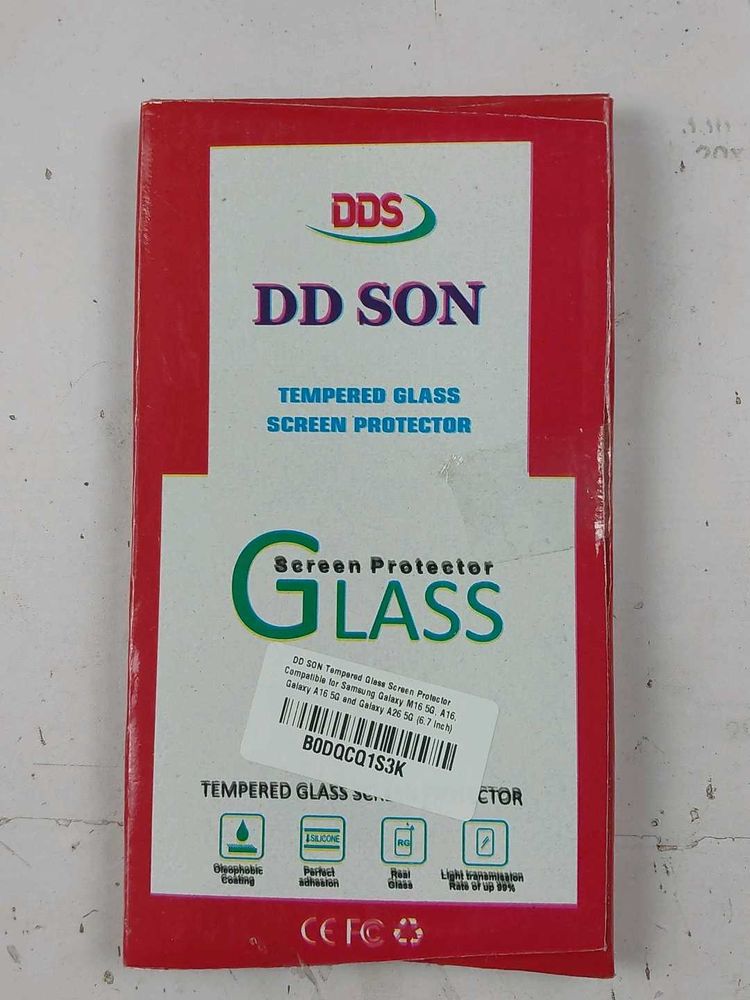 DDS
DD SON
TEMPERED GLASS
SCREEN PROTECTOR
Screen Protector
GLASS
DD SON Tempered Glass Screen Protector
Compatible for Samsung Galaxy M16 5G, A16,
Galaxy A16 5G and Galaxy A26 5G (6.7 Inch)
B0DQCQ1S3K
TEMPERED GLASS
SILICONE
RG
Oleophobic
Coating
Perfect
adhesion
Real
Glass
Light transmission
Rate of up 99%
CE FC